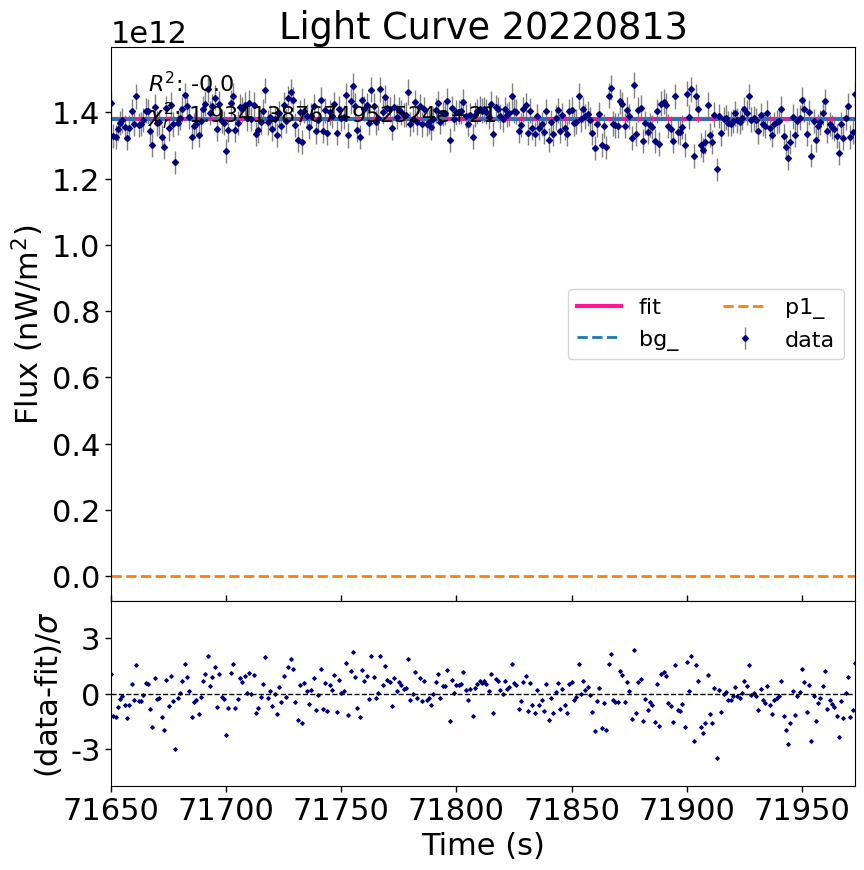 Light Curve 20220813
1e12
R²: -0.0
χ²:
1.4
1.2
1.0
0.8
0.6
0.4
0.2
0.0
Flux (nW/m²)
fit
bg_
p1_
data
3
0
-3
(data-fit)/σ
71650 71700 71750 71800 71850 71900 71950
Time (s)